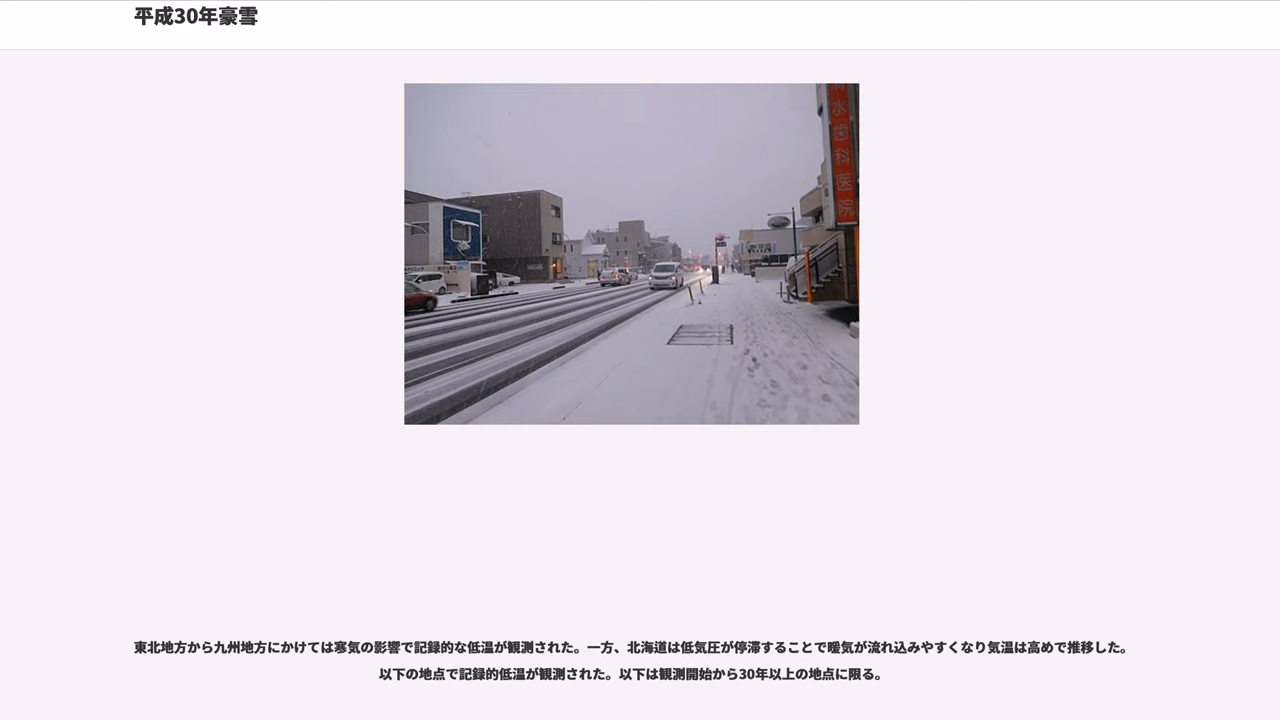 平成30年豪雪
清水歯科医院
東北地方から九州地方にかけては寒気の影響で記録的な低温が観測された。一方、北海道は低気圧が停滞することで暖気が流れ込みやすくなり気温は高めで推移した。
以下の地点で記録的低温が観測された。以下は観測開始から30年以上の地点に限る。